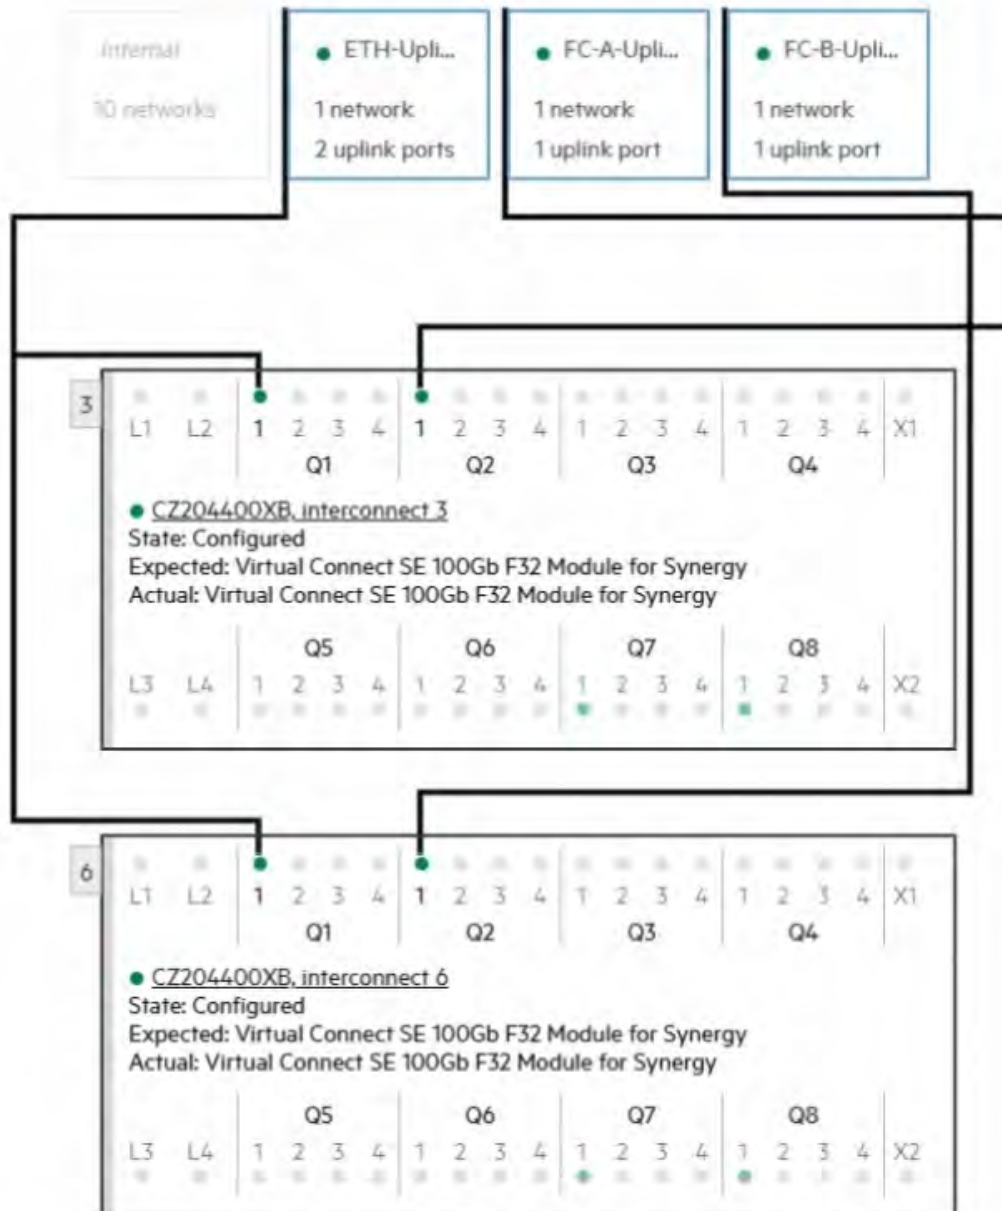 Internal
ETH-Upli...
FC-A-Upli...
FC-B-Upli...
10 networks
1 network
1 network
1 network
2 uplink ports
1 uplink port
1 uplink port
3
L1 L2 1 2 3 4 1 2 3 4 1 2 3 4 1 2 3 4 X1
Q1 Q2 Q3 Q4
CZ204400XB, interconnect 3
State: Configured
Expected: Virtual Connect SE 100Gb F32 Module for Synergy
Actual: Virtual Connect SE 100Gb F32 Module for Synergy
Q5 Q6 Q7 Q8
L3 L4 1 2 3 4 1 2 3 4 1 2 3 4 1 2 3 4 X2
6
L1 L2 1 2 3 4 1 2 3 4 1 2 3 4 1 2 3 4 X1
Q1 Q2 Q3 Q4
CZ204400XB, interconnect 6
State: Configured
Expected: Virtual Connect SE 100Gb F32 Module for Synergy
Actual: Virtual Connect SE 100Gb F32 Module for Synergy
Q5 Q6 Q7 Q8
L3 L4 1 2 3 4 1 2 3 4 1 2 3 4 1 2 3 4 X2